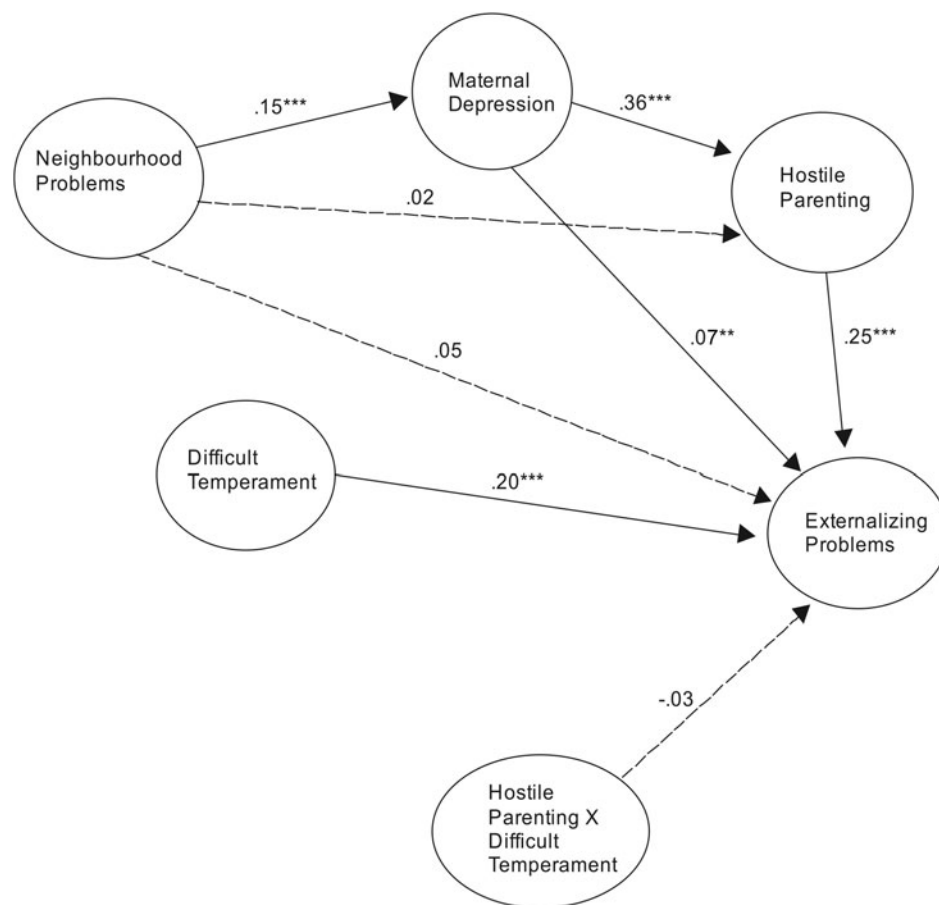 Maternal
Depression
.15***
.36***
Neighbourhood
Problems
Hostile
Parenting
.02
.07**
.25***
.05
Difficult
Temperament
.20***
Externalizing
Problems
-.03
Hostile
Parenting X
Difficult
Temperament